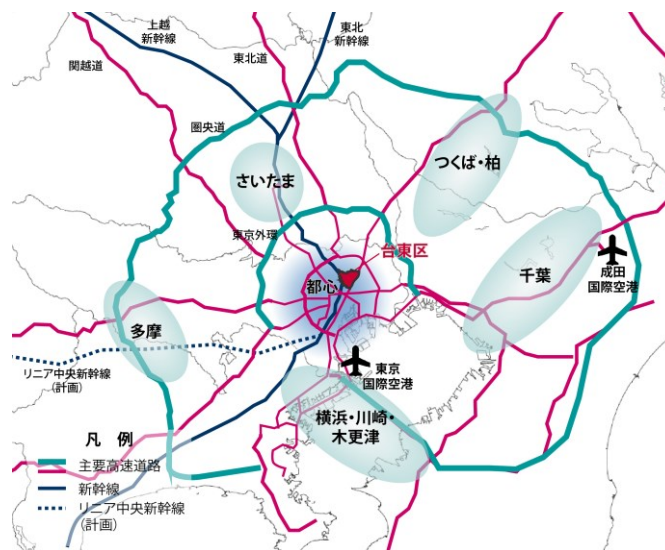 上越
新幹線
東北
新幹線
関越道
東北道
圏央道
つくば・柏
さいたま
東京外環
台東区
都心
千葉
成田
国際空港
多摩
東京
国際空港
リニア中央新幹線
(計画)
横浜・川崎・
木更津
凡 例
主要高速道路
新幹線
リニア中央新幹線
(計画)